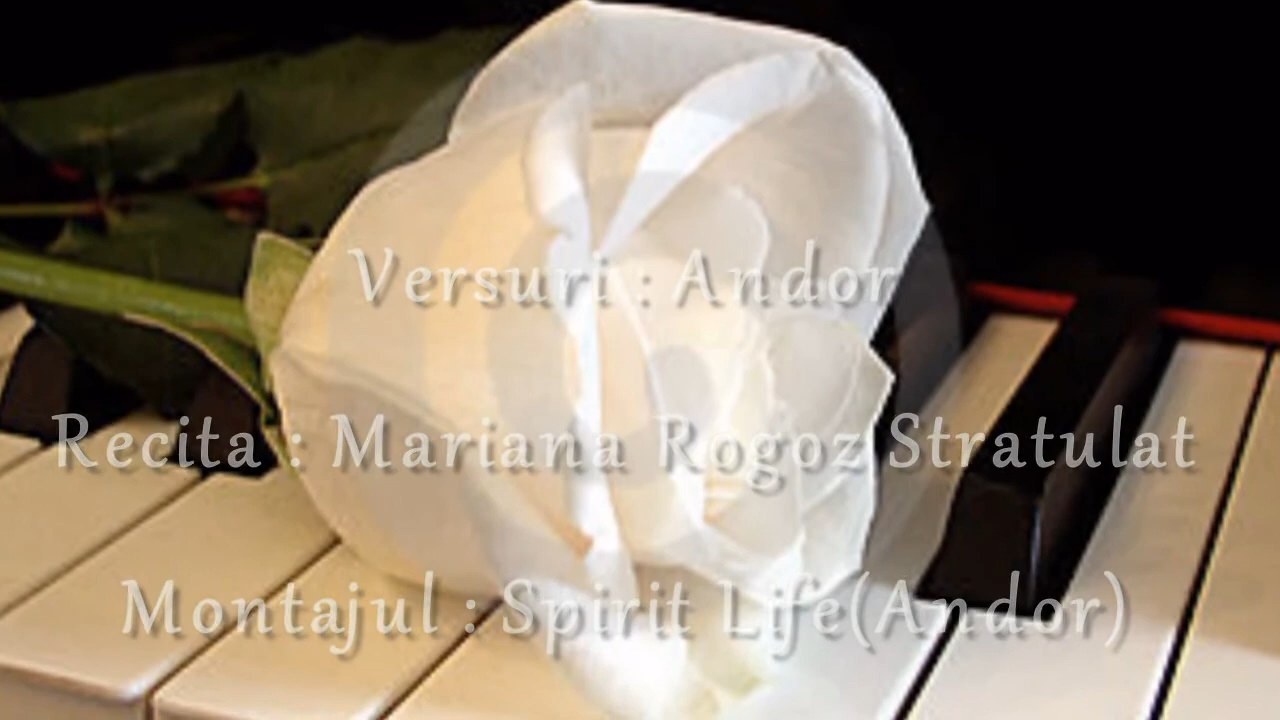 Versuri : Andor
Recita : Mariana Rogoz Stratulat
Montajul : Spirit Life(Andor)